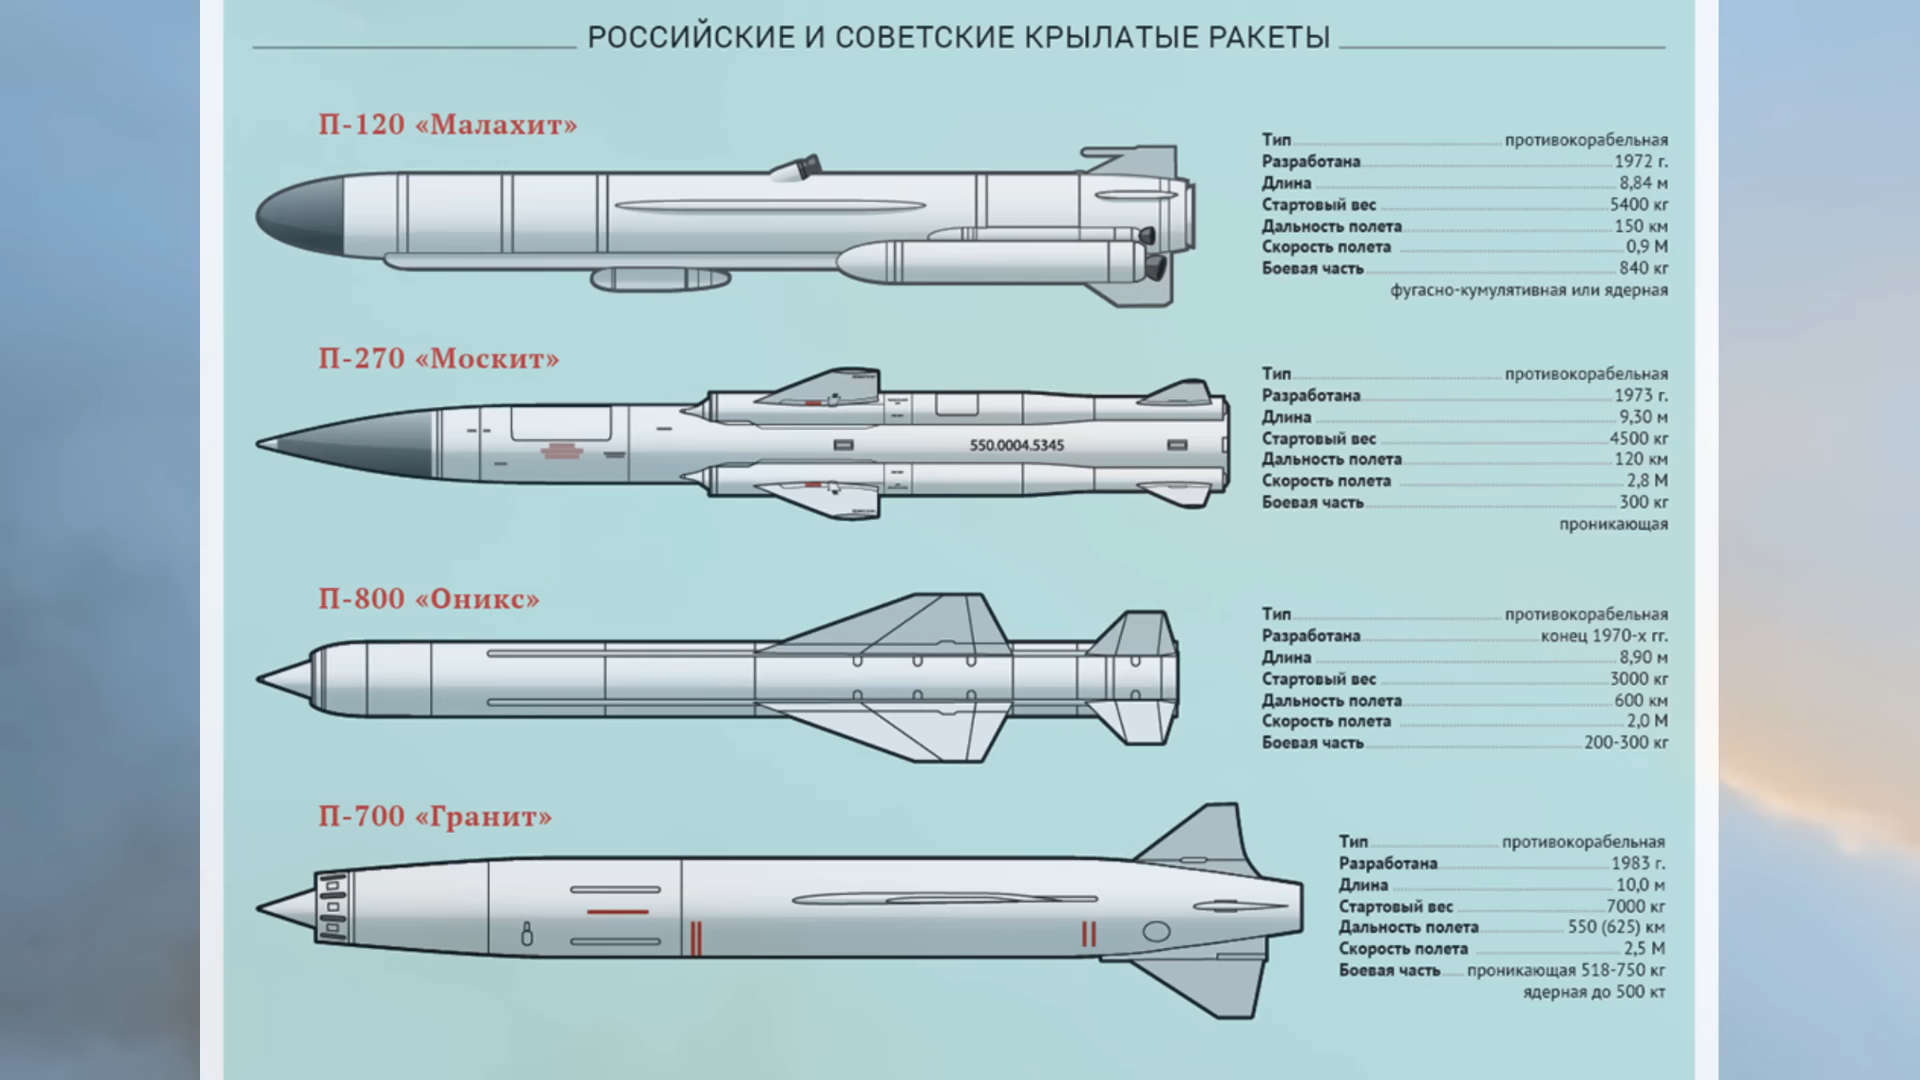 РОССИЙСКИЕ И СОВЕТСКИЕ КРЫЛАТЫЕ РАКЕТЫ
П-120 «Малахит»
Тип противокорабельная
Разработана 1972 г.
Длина 8,84 м
Стартовый вес 5400 кг
Дальность полета 150 км
Скорость полета 0,9 М
Боевая часть 840 кг
фугасно-кумулятивная или ядерная
П-270 «Москит»
550.0004.5345
Тип противокорабельная
Разработана 1973 г.
Длина 9,30 м
Стартовый вес 4500 кг
Дальность полета 120 км
Скорость полета 2,8 М
Боевая часть 300 кг
проникающая
П-800 «Оникс»
Тип противокорабельная
Разработана конец 1970-х гг.
Длина 8,90 м
Стартовый вес 3000 кг
Дальность полета 600 км
Скорость полета 2,0 М
Боевая часть 200-300 кг
П-700 «Гранит»
Тип противокорабельная
Разработана 1983 г.
Длина 10,0 м
Стартовый вес 7000 кг
Дальность полета 550 (625) км
Скорость полета 2,5 М
Боевая часть проникающая 518-750 кг
ядерная до 500 кт